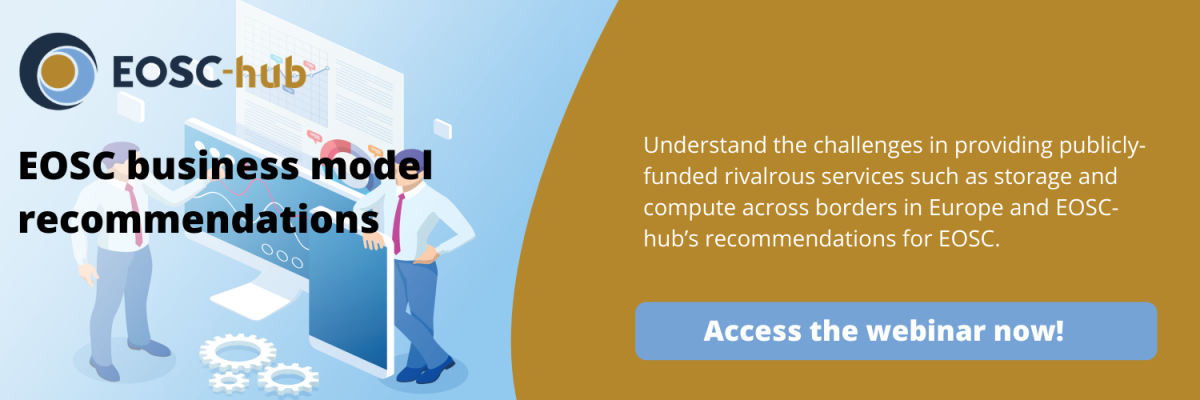 EOSC-hub
EOSC business model
recommendations
Understand the challenges in providing publicly-
funded rivalrous services such as storage and
compute across borders in Europe and EOSC-
hub’s recommendations for EOSC.
Access the webinar now!